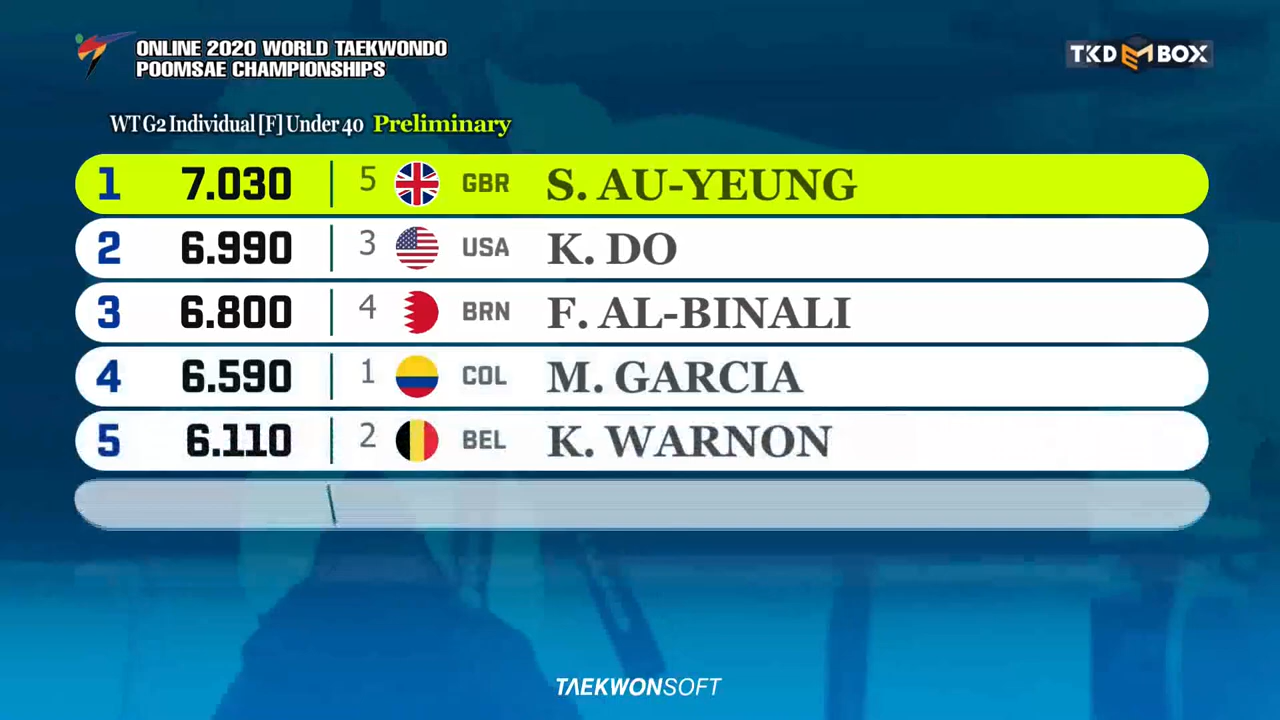 ONLINE 2020 WORLD TAEKWONDO
POOMSAE CHAMPIONSHIPS
TKD BOX
WT G2 Individual [F] Under 40 Preliminary
1 7.030 5 GBR S. AU-YEUNG
2 6.990 3 USA K. DO
3 6.800 4 BRN F. AL-BINALI
4 6.590 1 COL M. GARCIA
5 6.110 2 BEL K. WARNON
TAEKWONSOFT